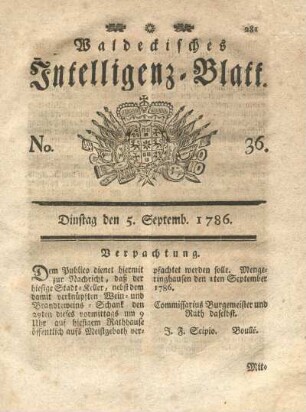 281
Waldeckisches
Intelligenz-Blatt.
No. 36.
Dinstag den 5. Septemb. 1786.
Verpachtung.
Dem Publico dienet hiermit
zur Nachricht, daß der
hiesige Stadt-Keller, nebst dem
damit verknüpften Wein- und
Brandteweins-Schank den
29ten dieses vormittags um 9
Uhr auf hiesigem Rathhause
öffentlich aufs Meistgeboth ver-
pfachtet werden solle. Menge-
ringhausen den 1ten September
1786.
Commissarius Burgemeister und
Rath daselbst.
J. F. Scipio.
Mit-